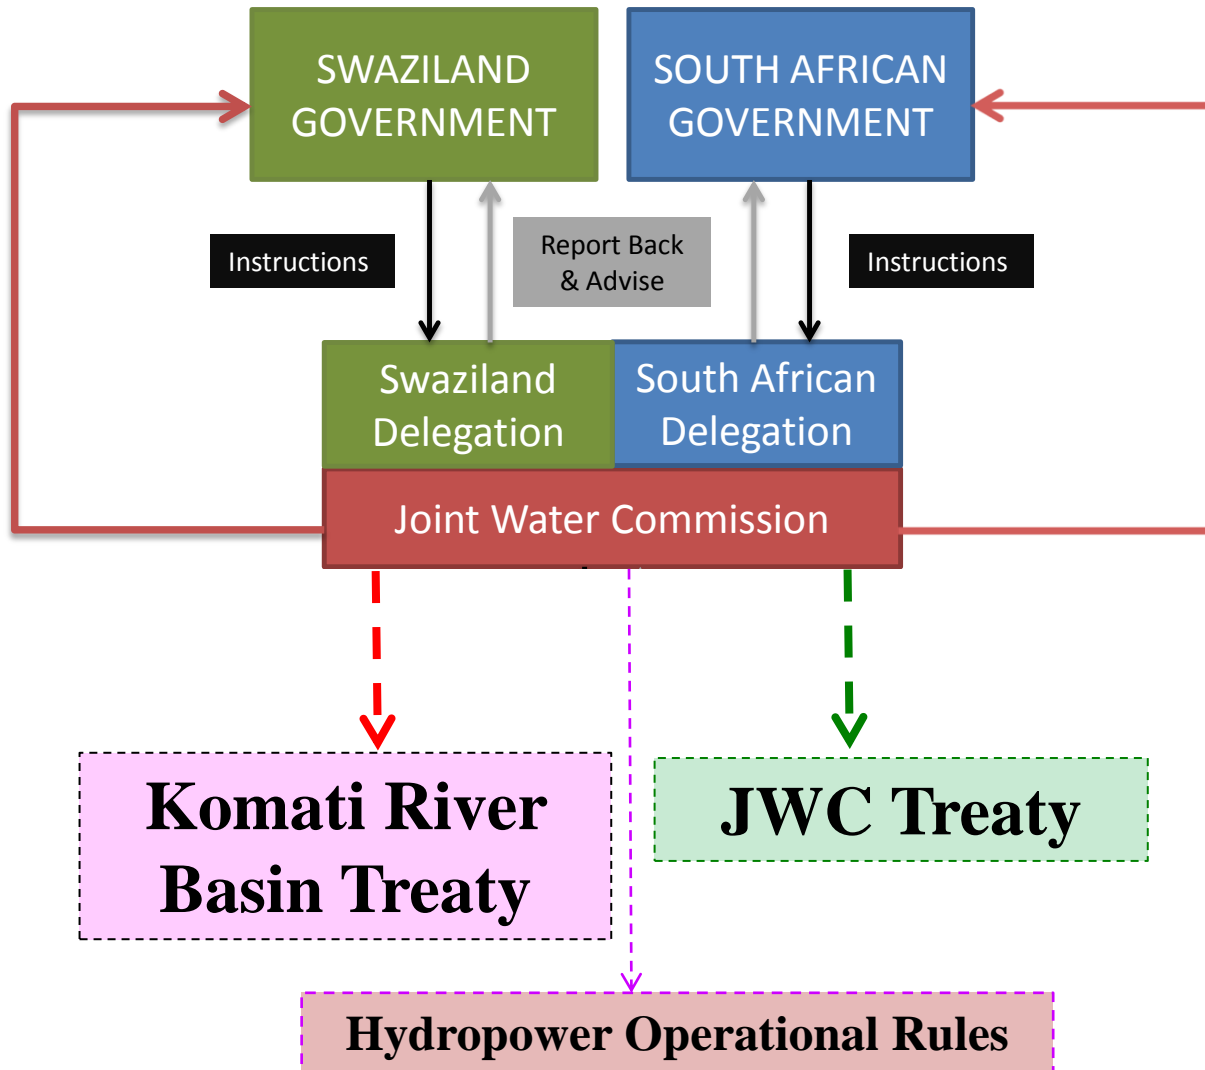 SWAZILAND
GOVERNMENT
SOUTH AFRICAN
GOVERNMENT
Instructions
Report Back
& Advise
Instructions
Swaziland
Delegation
South African
Delegation
Joint Water Commission
Komati River
Basin Treaty
JWC Treaty
Hydropower Operational Rules